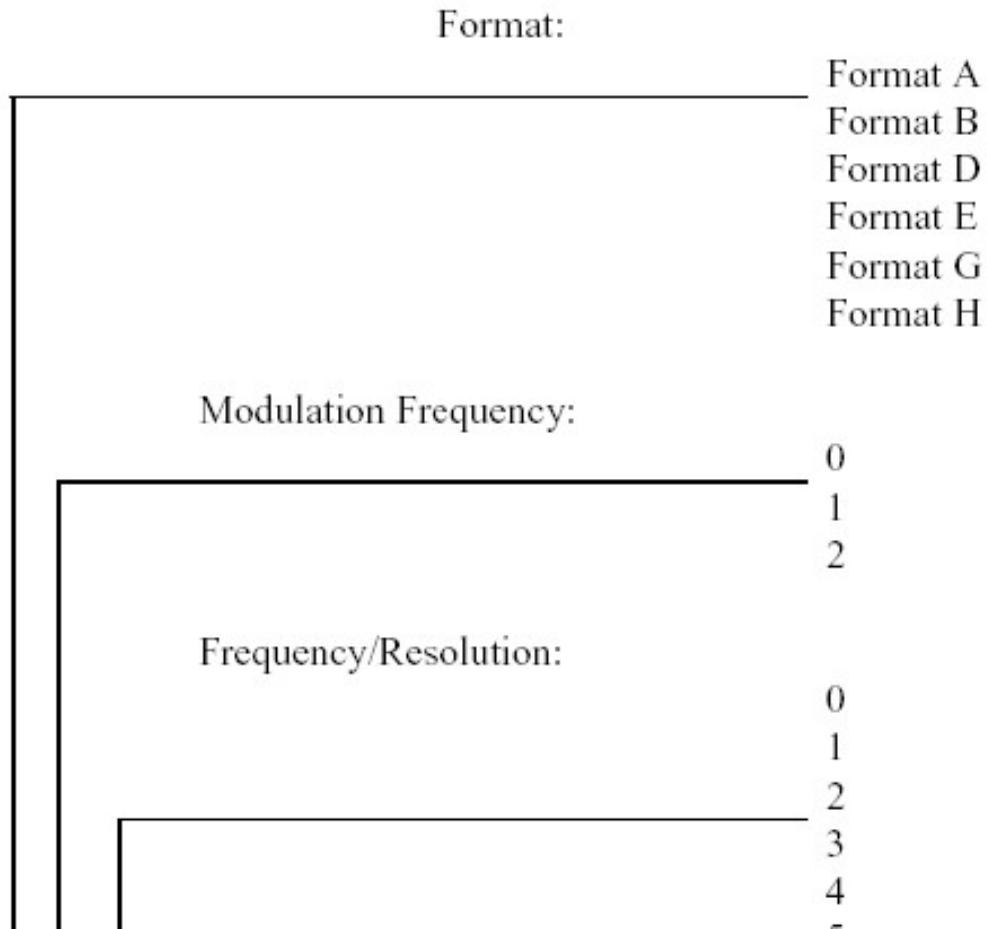 Format:
Format A
Format B
Format D
Format E
Format G
Format H
Modulation Frequency:
0
1
2
Frequency/Resolution:
0
1
2
3
4